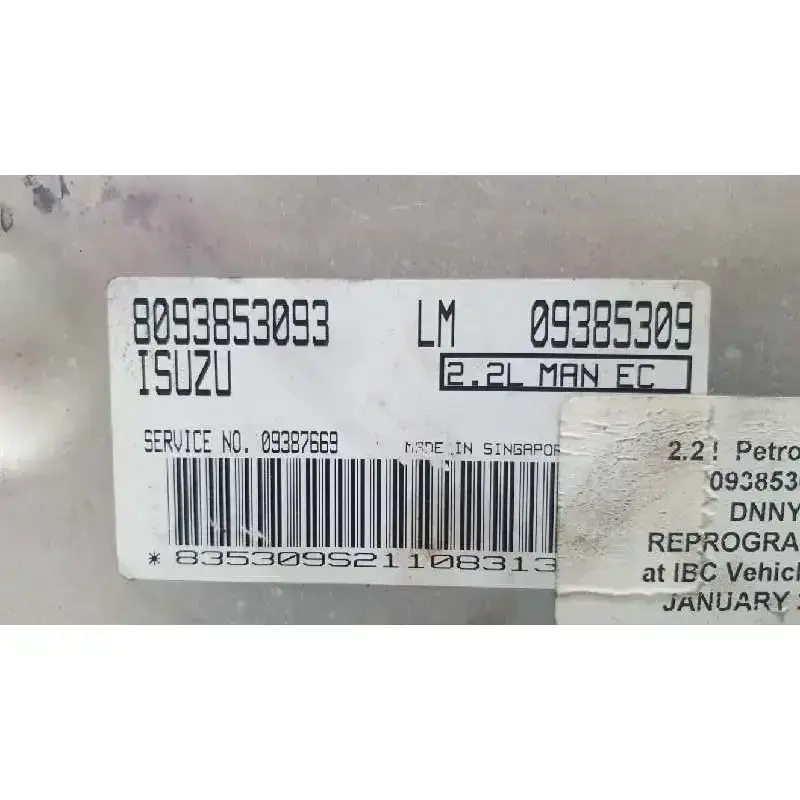 8093853093 LM 09385309
ISUZU 2.2L MAN EC
SERVICE NO. 09387669 MADE IN SINGAPOR
*835309S21108313
2.2! Petro
DNNY
REPROGRA
at IBC Vehic
JANUARY